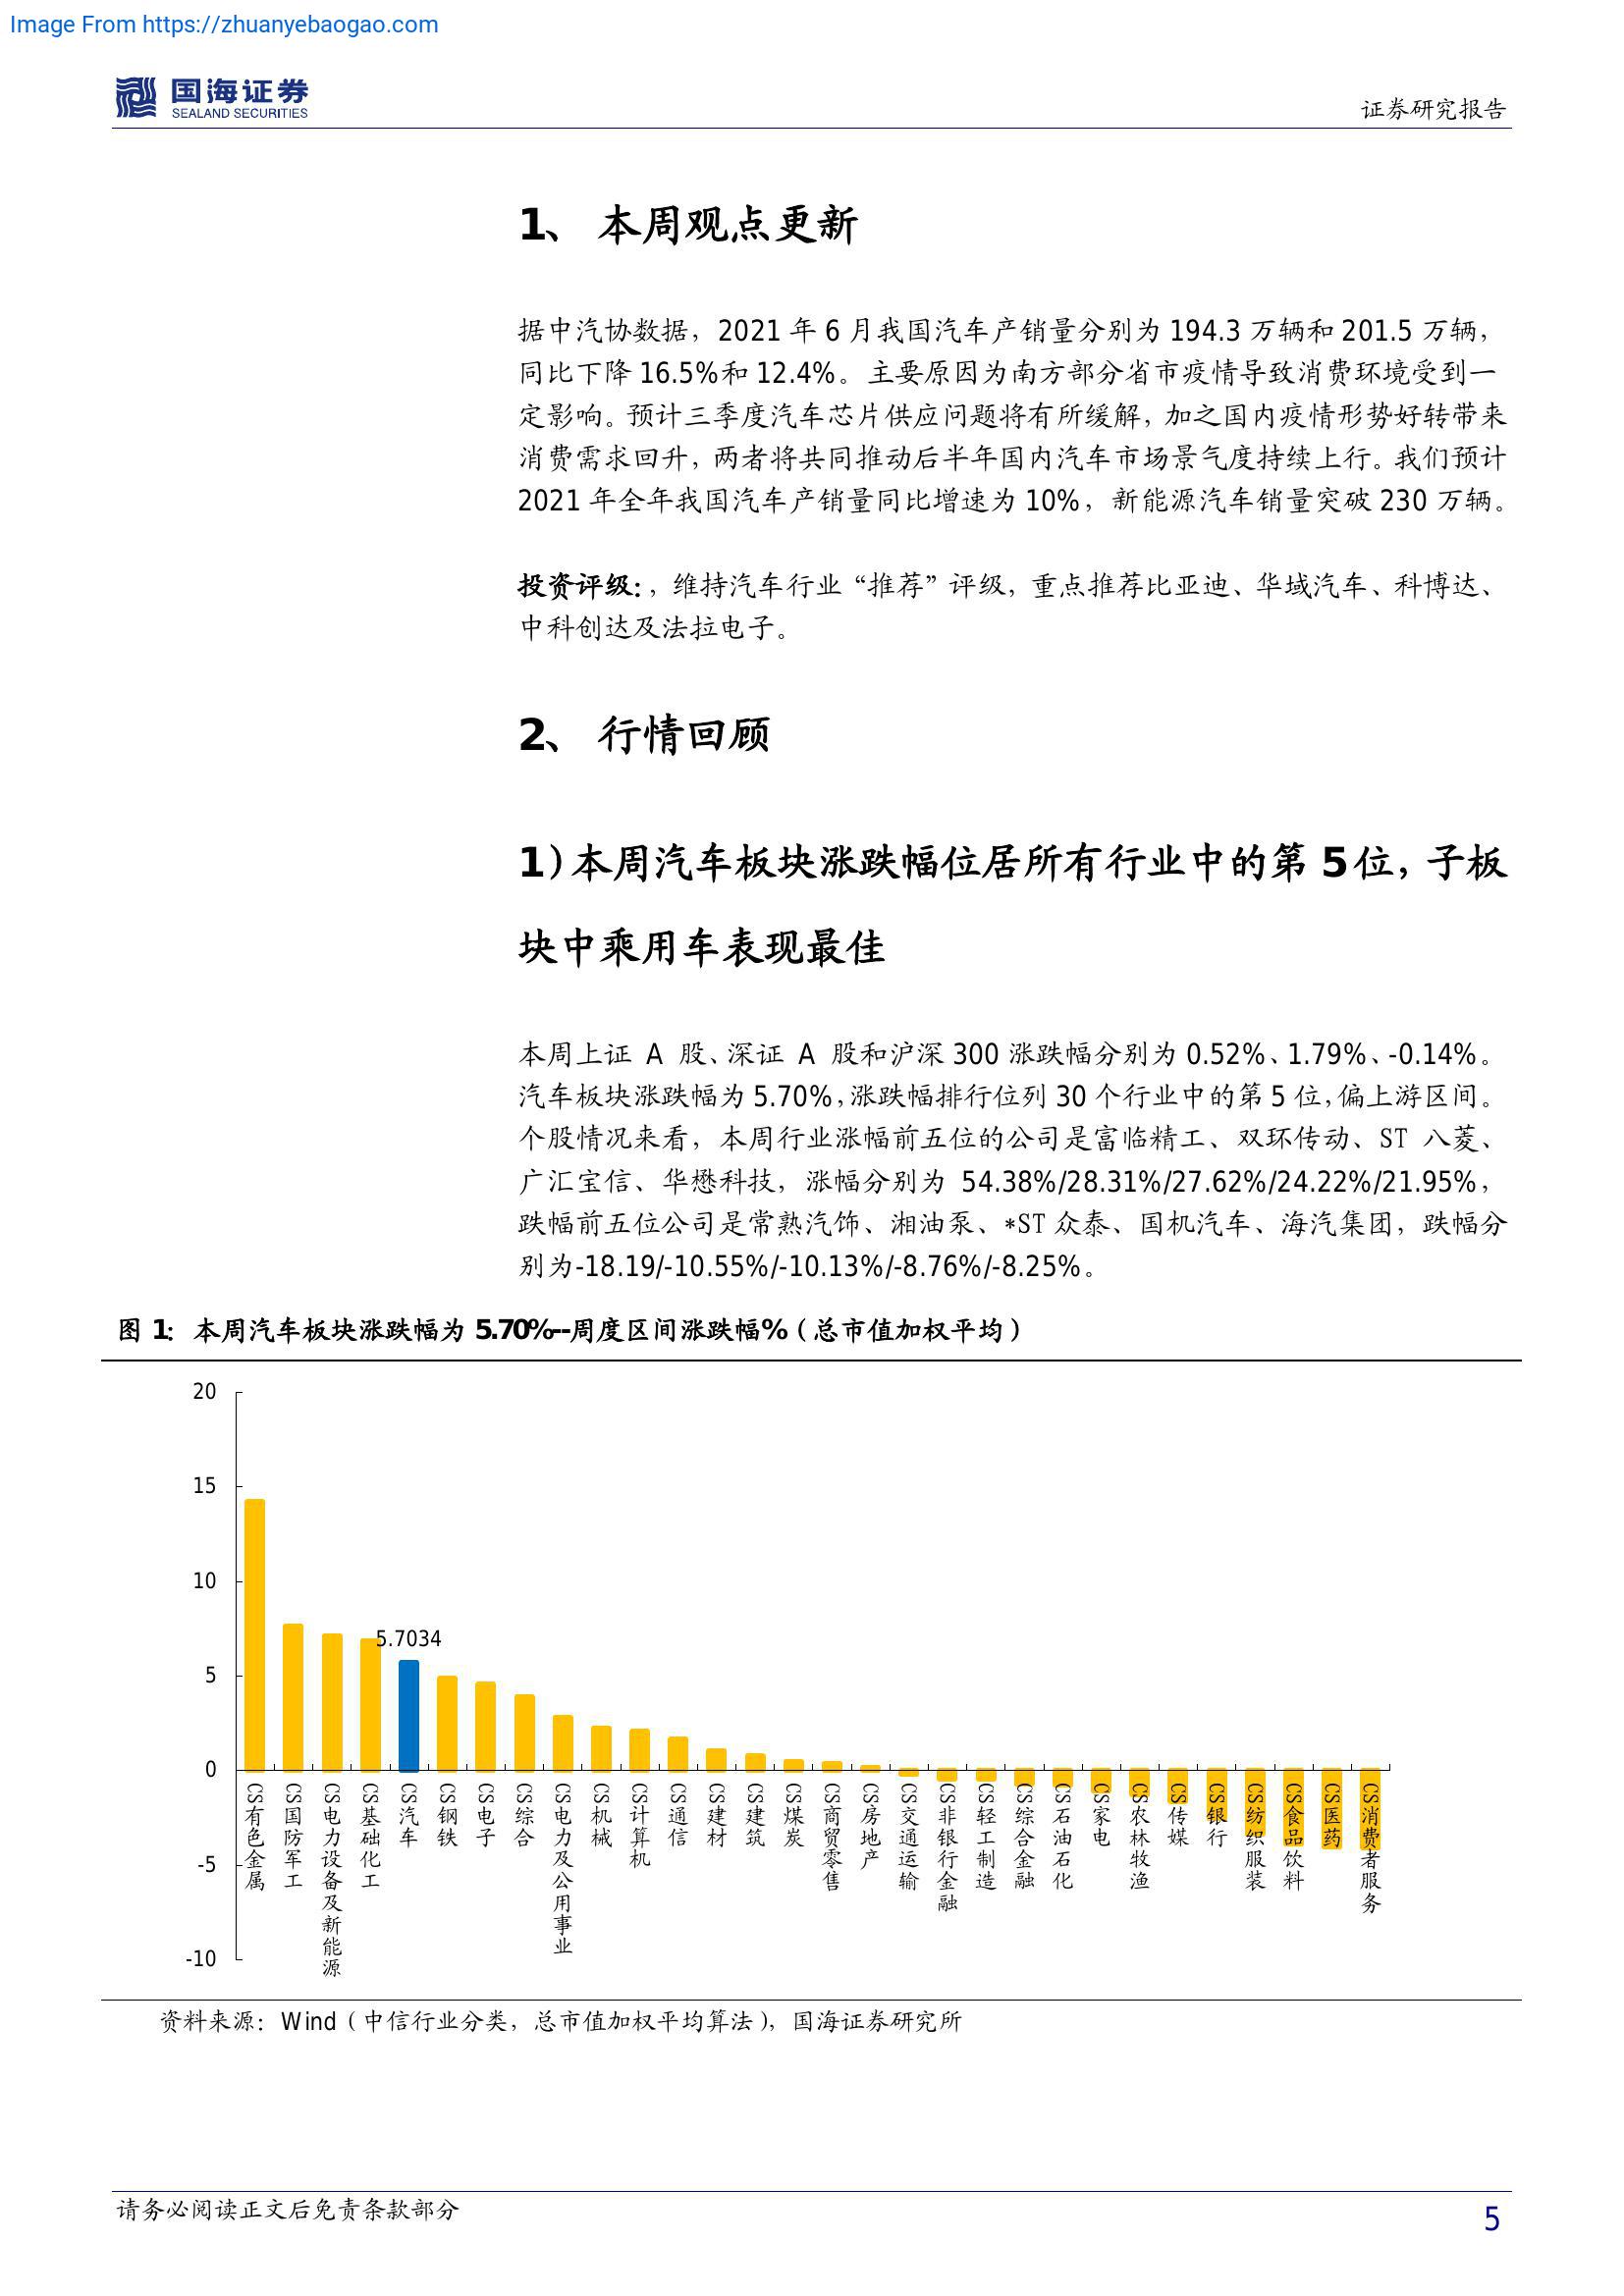 Image From https://zhuanyebaogao.com
国海证券
SEALAND SECURITIES
证券研究报告
1、 本周观点更新
据中汽协数据，2021 年 6 月我国汽车产销量分别为 194.3 万辆和 201.5 万辆，
同比下降 16.5%和 12.4%。主要原因为南方部分省市疫情导致消费环境受到一
定影响。预计三季度汽车芯片供应问题将有所缓解，加之国内疫情形势好转带来
消费需求回升，两者将共同推动后半年国内汽车市场景气度持续上行。我们预计
2021 年全年我国汽车产销量同比增速为 10%，新能源汽车销量突破 230 万辆。
投资评级：，维持汽车行业“推荐”评级，重点推荐比亚迪、华域汽车、科博达、
中科创达及法拉电子。
2、 行情回顾
1）本周汽车板块涨跌幅位居所有行业中的第 5 位，子板
块中乘用车表现最佳
本周上证 A 股、深证 A 股和沪深 300 涨跌幅分别为 0.52%、1.79%、-0.14%。
汽车板块涨跌幅为 5.70%，涨跌幅排行位列 30 个行业中的第 5 位，偏上游区间。
个股情况来看，本周行业涨幅前五位的公司是富临精工、双环传动、ST 八菱、
广汇宝信、华懋科技，涨幅分别为 54.38%/28.31%/27.62%/24.22%/21.95%，
跌幅前五位公司是常熟汽饰、湘油泵、*ST 众泰、国机汽车、海汽集团，跌幅分
别为-18.19/-10.55%/-10.13%/-8.76%/-8.25%。
图 1：本周汽车板块涨跌幅为 5.70%--周度区间涨跌幅%（总市值加权平均）
20
15
10
5
0
-5
-10
5.7034
CS有色金属
CS国防军工
CS电力设备及新能源
CS基础化工
CS汽车
CS钢铁
CS电子
CS综合
CS电力及公用事业
CS机械
CS计算机
CS通信
CS建材
CS建筑
CS煤炭
CS商贸零售
CS房地产
CS交通运输
CS非银行金融
CS轻工制造
CS综合金融
CS石油石化
CS家电
CS农林牧渔
CS传媒
CS银行
CS纺织服装
CS食品饮料
CS医药
CS消费者服务
资料来源：Wind（中信行业分类，总市值加权平均算法），国海证券研究所
请务必阅读正文后免责条款部分
5